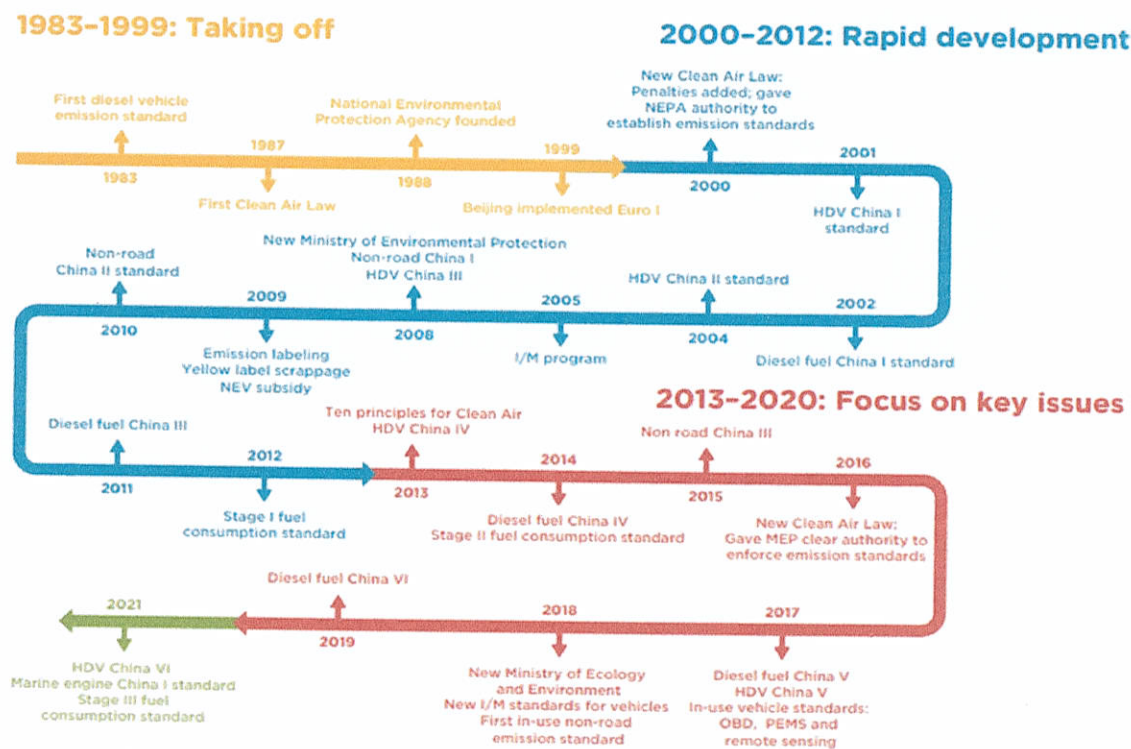 1983–1999: Taking off
2000–2012: Rapid development
First diesel vehicle
emission standard
1983
1987
First Clean Air Law
National Environmental
Protection Agency founded
1988
1999
Beijing implemented Euro I
New Clean Air Law:
Penalties added; gave
NEPA authority to
establish emission standards
2000
2001
HDV China I
standard
2002
Diesel fuel China I standard
HDV China II standard
2004
2005
I/M program
New Ministry of Environmental Protection
Non-road China I
HDV China III
2008
2009
Emission labeling
Yellow label scrappage
NEV subsidy
Non-road
China II standard
2010
Diesel fuel China III
2011
2012
Stage I fuel
consumption standard
2013–2020: Focus on key issues
Ten principles for Clean Air
HDV China IV
2013
2014
Diesel fuel China IV
Stage II fuel consumption standard
Non road China III
2015
2016
New Clean Air Law:
Gave MEP clear authority to
enforce emission standards
2017
Diesel fuel China V
HDV China V
In-use vehicle standards:
OBD, PEMS and
remote sensing
2018
New Ministry of Ecology
and Environment
New I/M standards for vehicles
First in-use non-road
emission standard
Diesel fuel China VI
2019
2021
HDV China VI
Marine engine China I standard
Stage III fuel
consumption standard